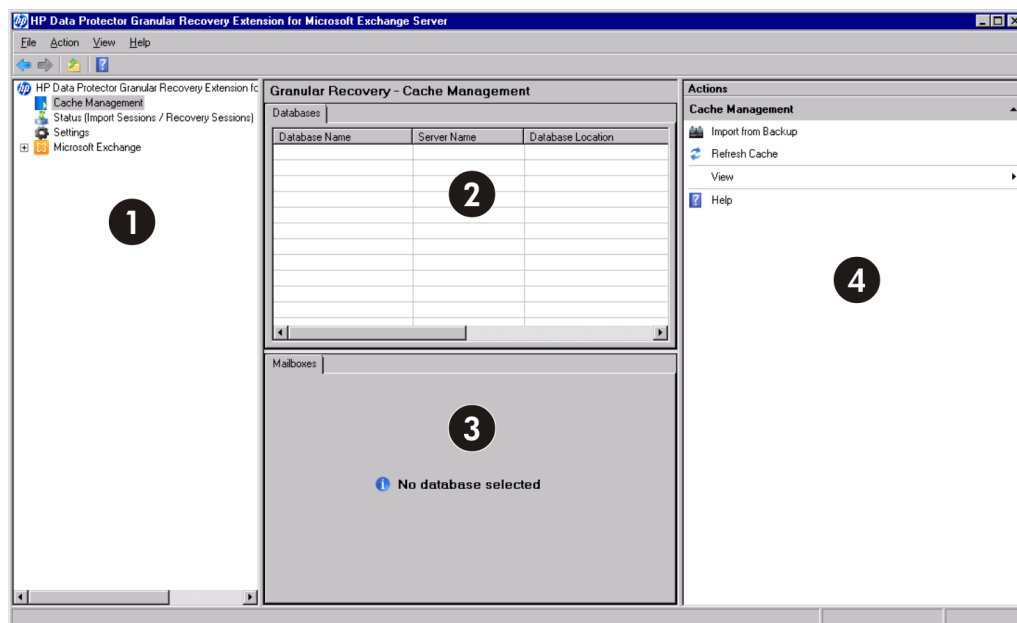 HP Data Protector Granular Recovery Extension for Microsoft Exchange Server
File Action View Help
HP Data Protector Granular Recovery Extension fo
Cache Management
Status (Import Sessions / Recovery Sessions)
Settings
Microsoft Exchange
1
Granular Recovery - Cache Management
Databases
Database Name Server Name Database Location
2
Mailboxes
3
No database selected
Actions
Cache Management
Import from Backup
Refresh Cache
View
Help
4